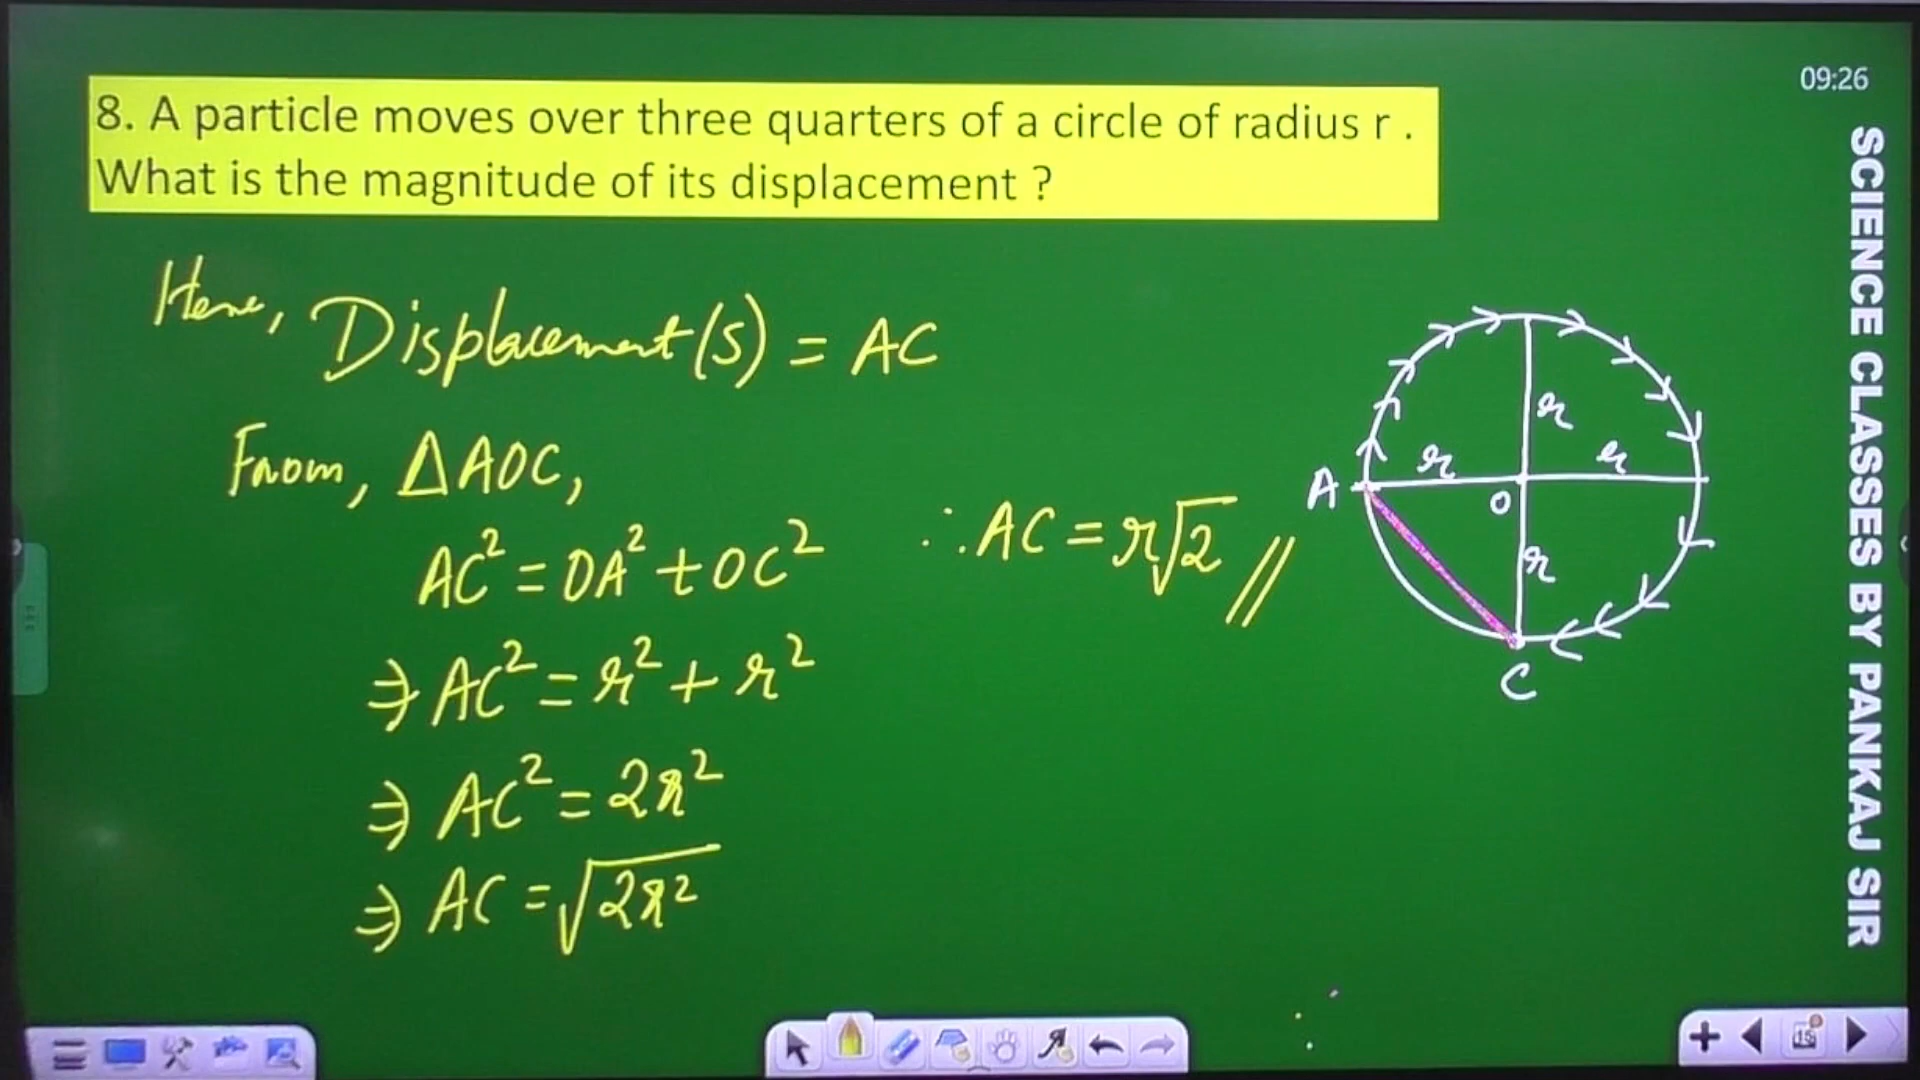 09:26
8. A particle moves over three quarters of a circle of radius r .
What is the magnitude of its displacement ?
Here, Displacement (s) = AC
From, ΔAOC,
AC² = OA² + OC²
⇒ AC² = r² + r²
⇒ AC² = 2r²
⇒ AC = √2r²
∴ AC = r√2 //
r
r
r
A
O
r
C
SCIENCE CLASSES BY PANKAJ SIR
15